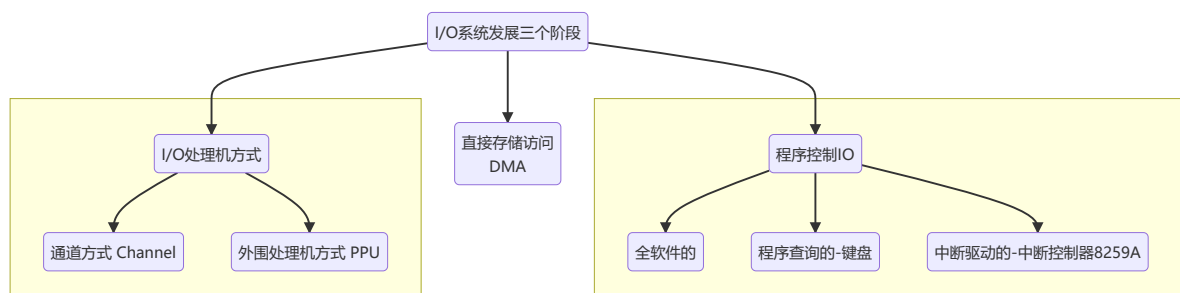 I/O系统发展三个阶段
I/O处理机方式
直接存储访问
DMA
程序控制IO
通道方式 Channel
外围处理机方式 PPU
全软件的
程序查询的-键盘
中断驱动的-中断控制器8259A